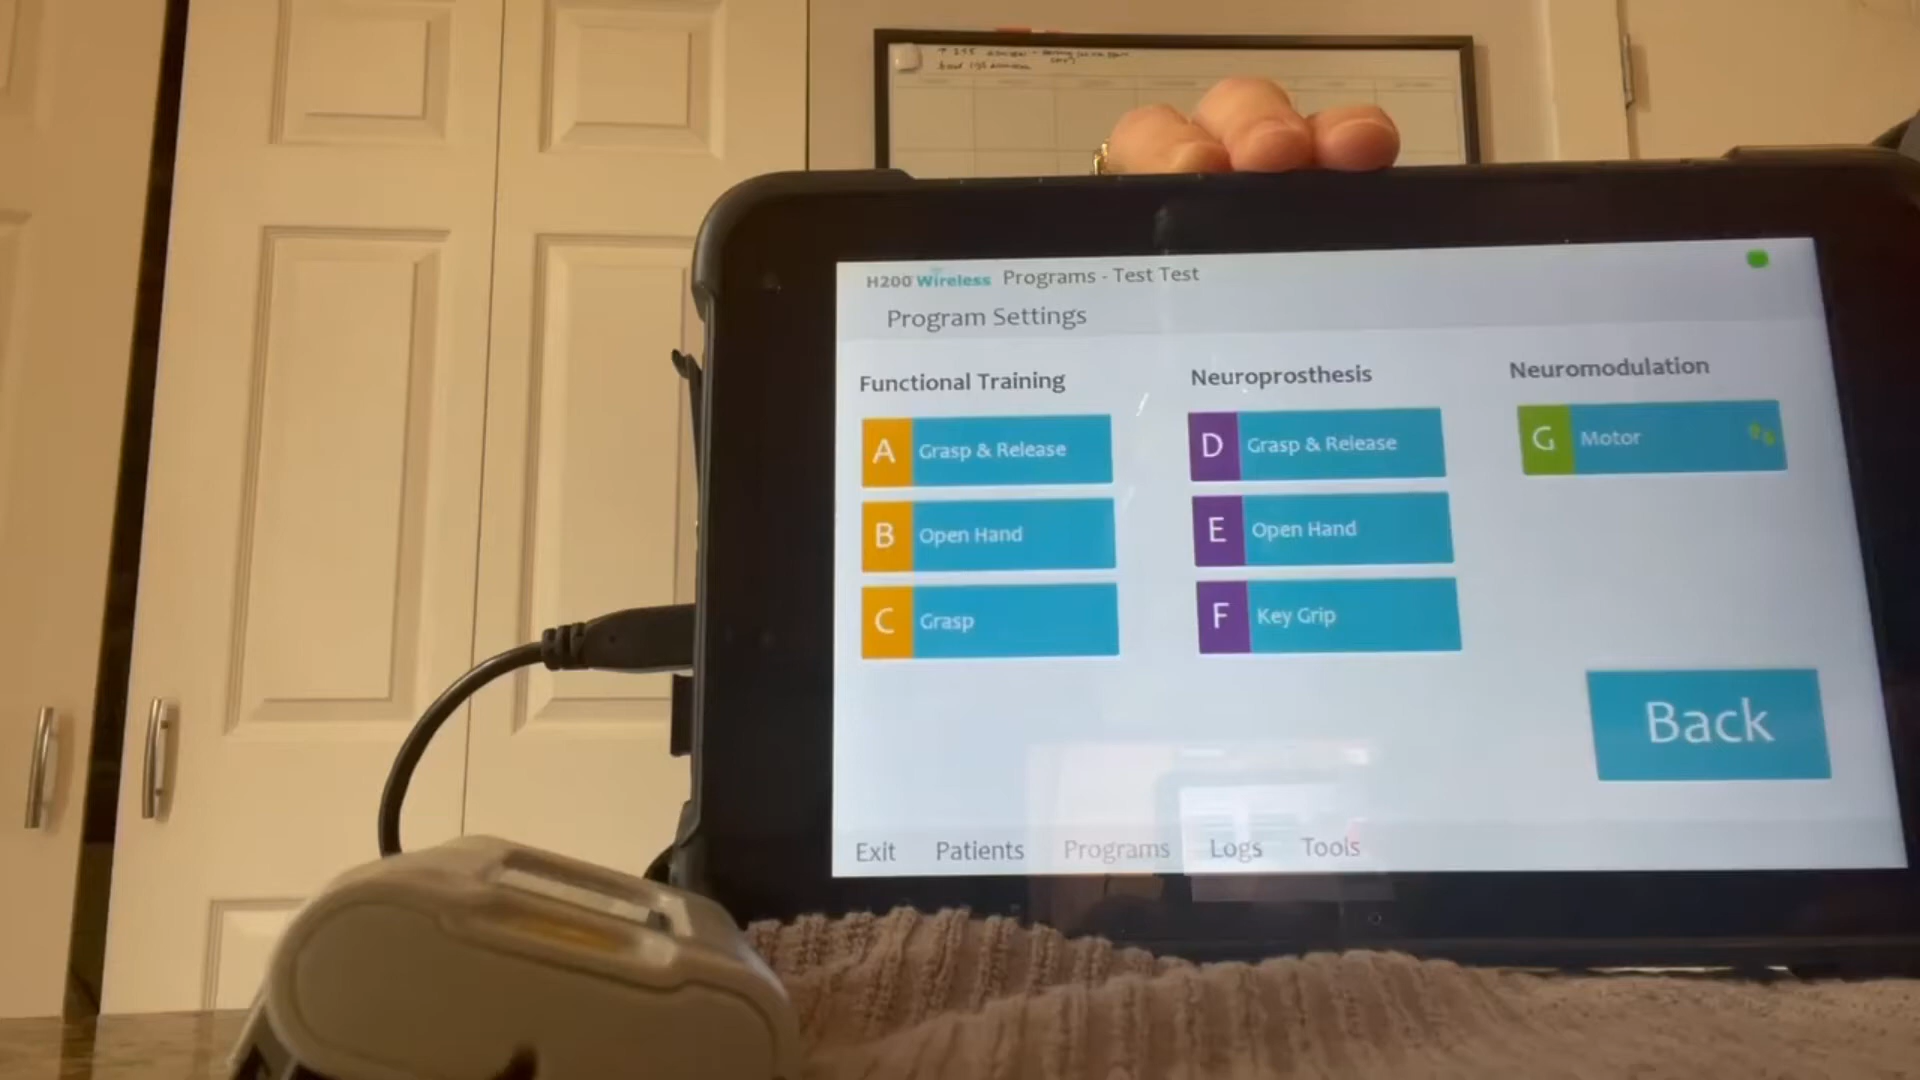 H200 Wireless Programs - Test Test
Program Settings
Functional Training
A Grasp & Release
B Open Hand
C Grasp
Neuroprosthesis
D Grasp & Release
E Open Hand
F Key Grip
Neuromodulation
G Motor
Back
Exit Patients Programs Logs Tools